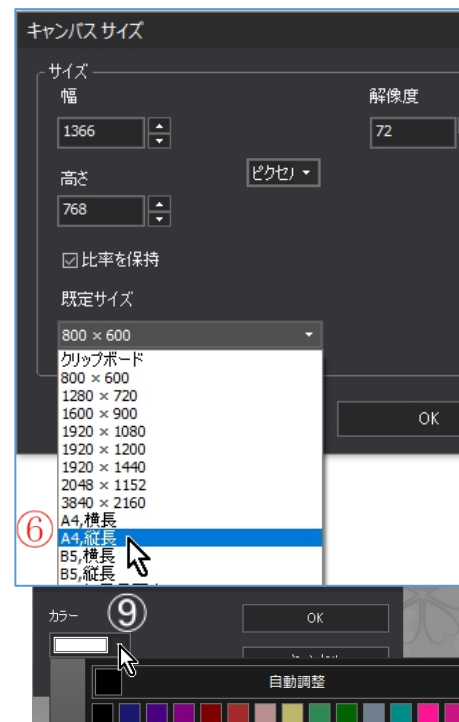 キャンバス サイズ
サイズ
幅
解像度
1366
72
高さ
ピクセル
768
比率を保持
既定サイズ
800 × 600
クリップボード
800 × 600
1280 × 720
1600 × 900
1920 × 1080
1920 × 1200
1920 × 1440
2048 × 1152
3840 × 2160
OK
A4,横長
⑥
A4,縦長
B5,横長
B5,縦長
カラー
⑨
OK
自動調整